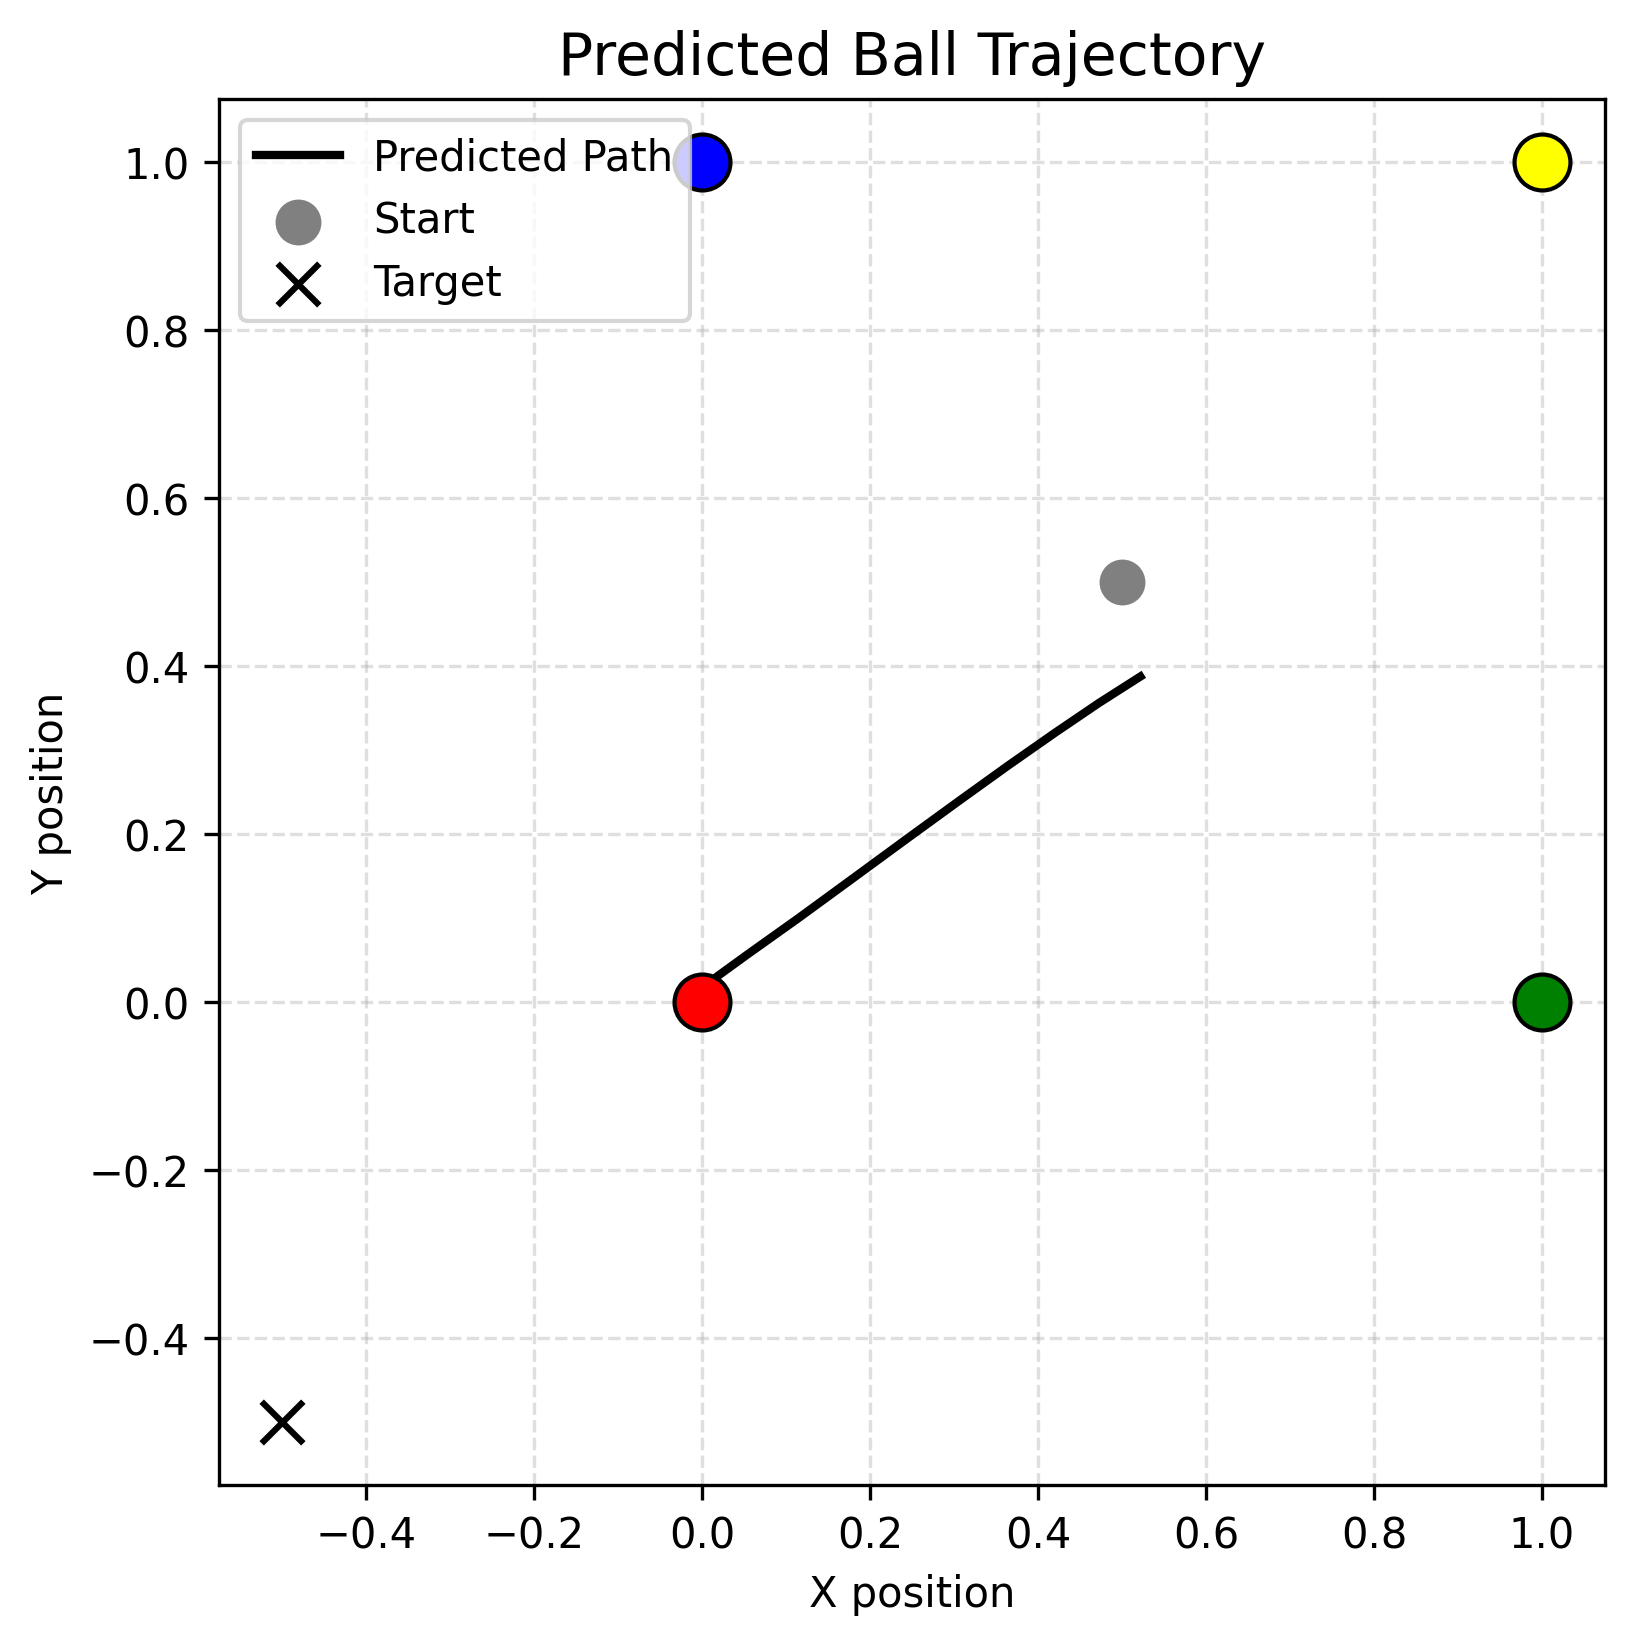 Predicted Ball Trajectory
Predicted Path
Start
Target
1.0
0.8
0.6
0.4
0.2
0.0
−0.2
−0.4
Y position
−0.4 −0.2 0.0 0.2 0.4 0.6 0.8 1.0
X position